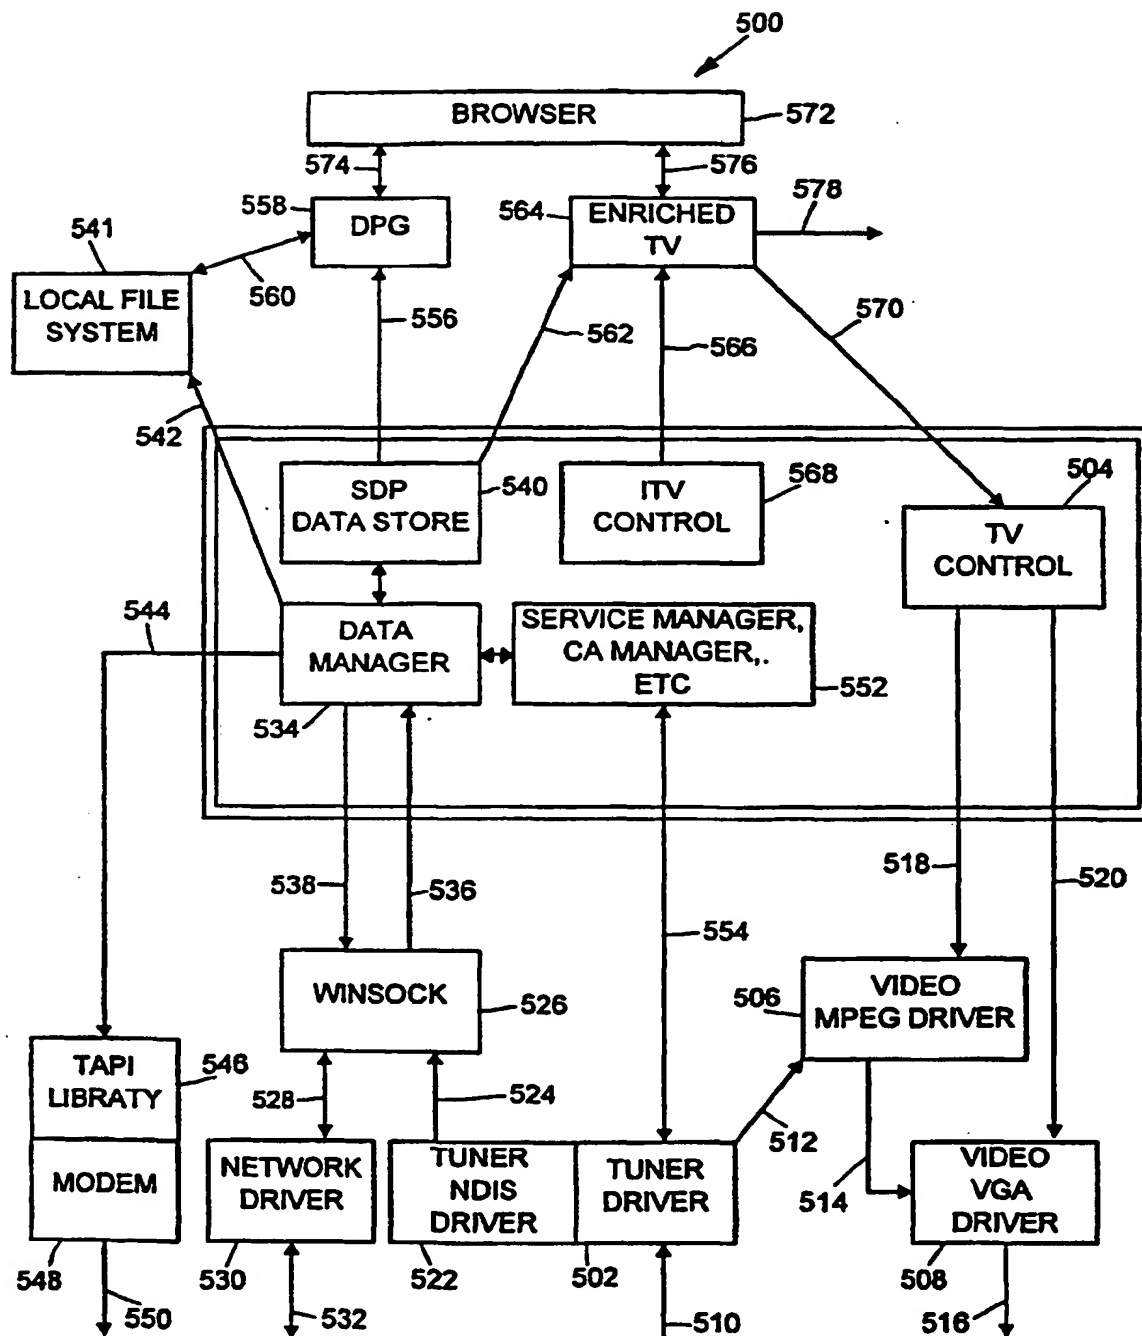 500
BROWSER
572
574
576
558
DPG
564
ENRICHED
TV
578
541
LOCAL FILE
SYSTEM
560
556
562
566
570
542
SDP
DATA STORE
540
ITV
CONTROL
568
504
TV
CONTROL
544
DATA
MANAGER
534
SERVICE MANAGER,
CA MANAGER,.
ETC
552
538
536
518
520
554
WINSOCK
526
506
VIDEO
MPEG DRIVER
TAPI
LIBRATY
546
528
524
512
MODEM
NETWORK
DRIVER
TUNER
NDIS
DRIVER
TUNER
DRIVER
514
VIDEO
VGA
DRIVER
548
530
522
502
508
550
532
510
516